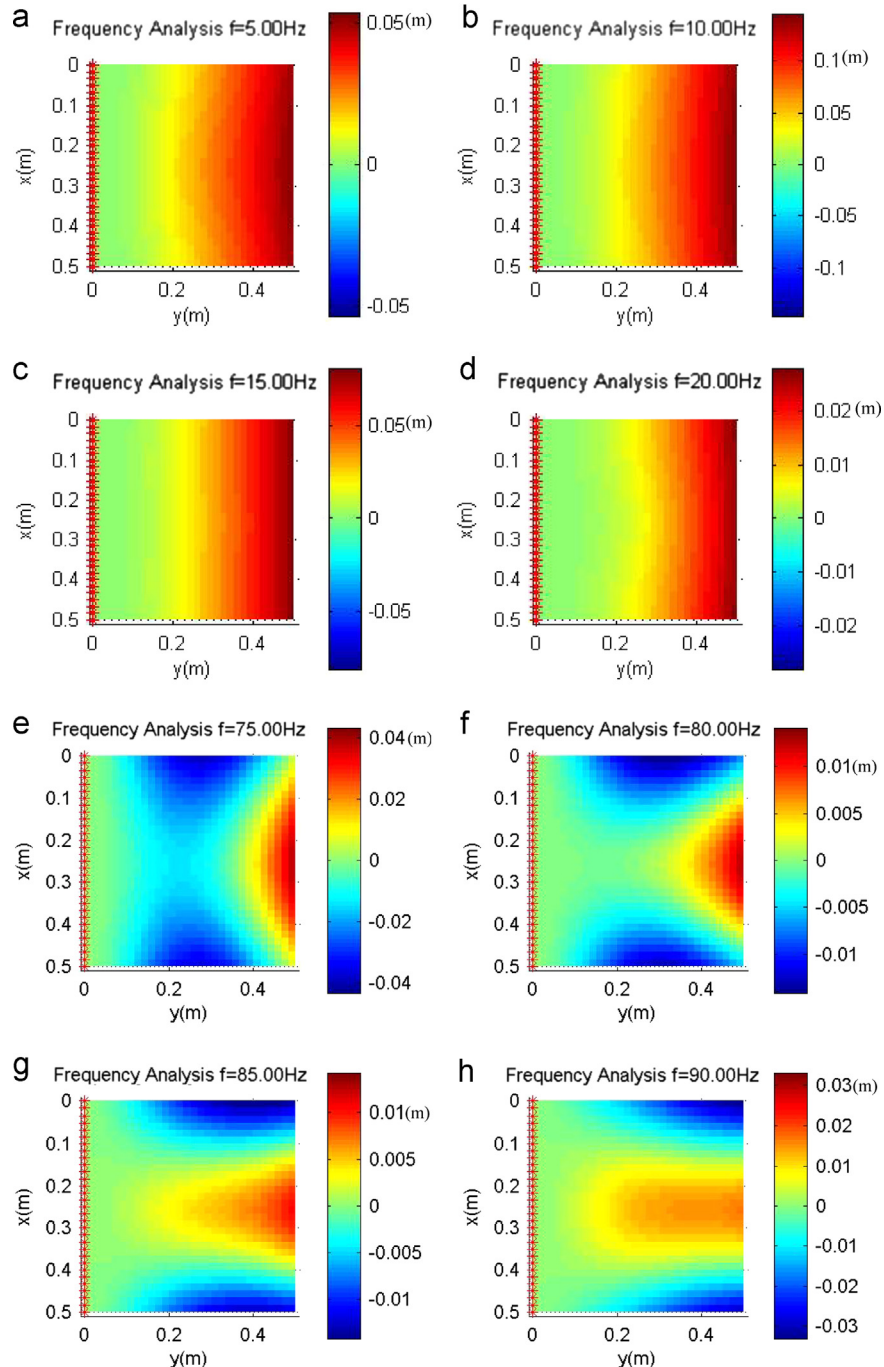 a
Frequency Analysis f=5.00Hz
0.05(m)
0
-0.05
0
0.1
0.2
0.3
0.4
0.5
x(m)
0
0.2
0.4
y(m)
b
Frequency Analysis f=10.00Hz
0.1(m)
0.05
0
-0.05
-0.1
0
0.1
0.2
0.3
0.4
0.5
x(m)
0
0.2
0.4
y(m)
c
Frequency Analysis f=15.00Hz
0.05(m)
0
-0.05
0
0.1
0.2
0.3
0.4
0.5
x(m)
0
0.2
0.4
y(m)
d
Frequency Analysis f=20.00Hz
0.02(m)
0.01
0
-0.01
-0.02
0
0.1
0.2
0.3
0.4
0.5
x(m)
0
0.2
0.4
y(m)
e
Frequency Analysis f=75.00Hz
0.04(m)
0.02
0
-0.02
-0.04
0
0.1
0.2
0.3
0.4
0.5
x(m)
0
0.2
0.4
y(m)
f
Frequency Analysis f=80.00Hz
0.01(m)
0.005
0
-0.005
-0.01
0
0.1
0.2
0.3
0.4
0.5
x(m)
0
0.2
0.4
y(m)
g
Frequency Analysis f=85.00Hz
0.01(m)
0.005
0
-0.005
-0.01
0
0.1
0.2
0.3
0.4
0.5
x(m)
0
0.2
0.4
y(m)
h
Frequency Analysis f=90.00Hz
0.03(m)
0.02
0.01
0
-0.01
-0.02
-0.03
0
0.1
0.2
0.3
0.4
0.5
x(m)
0
0.2
0.4
y(m)